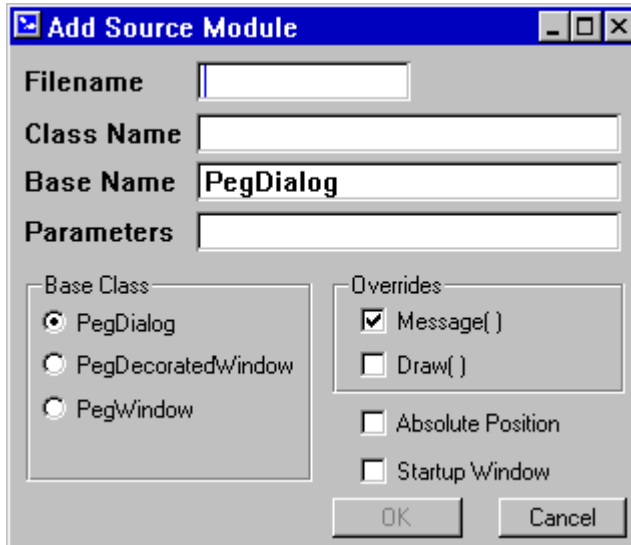 Add Source Module
Filename
Class Name
Base Name PegDialog
Parameters
Base Class
PegDialog
PegDecoratedWindow
PegWindow
Overrides
Message( )
Draw( )
Absolute Position
Startup Window
OK Cancel